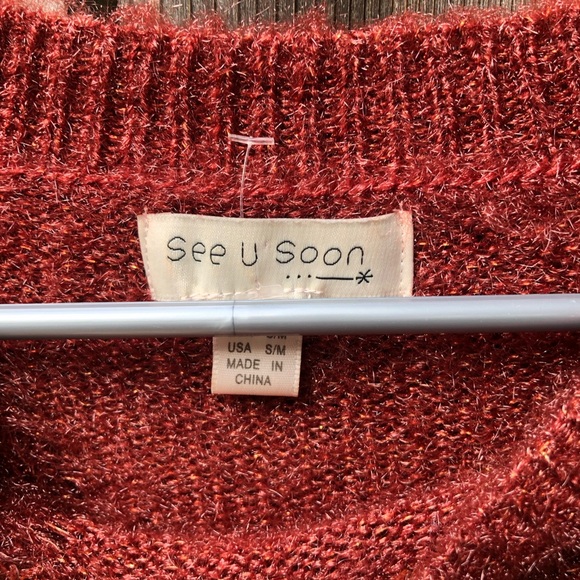 See U Soon
USA S/M
MADE IN
CHINA